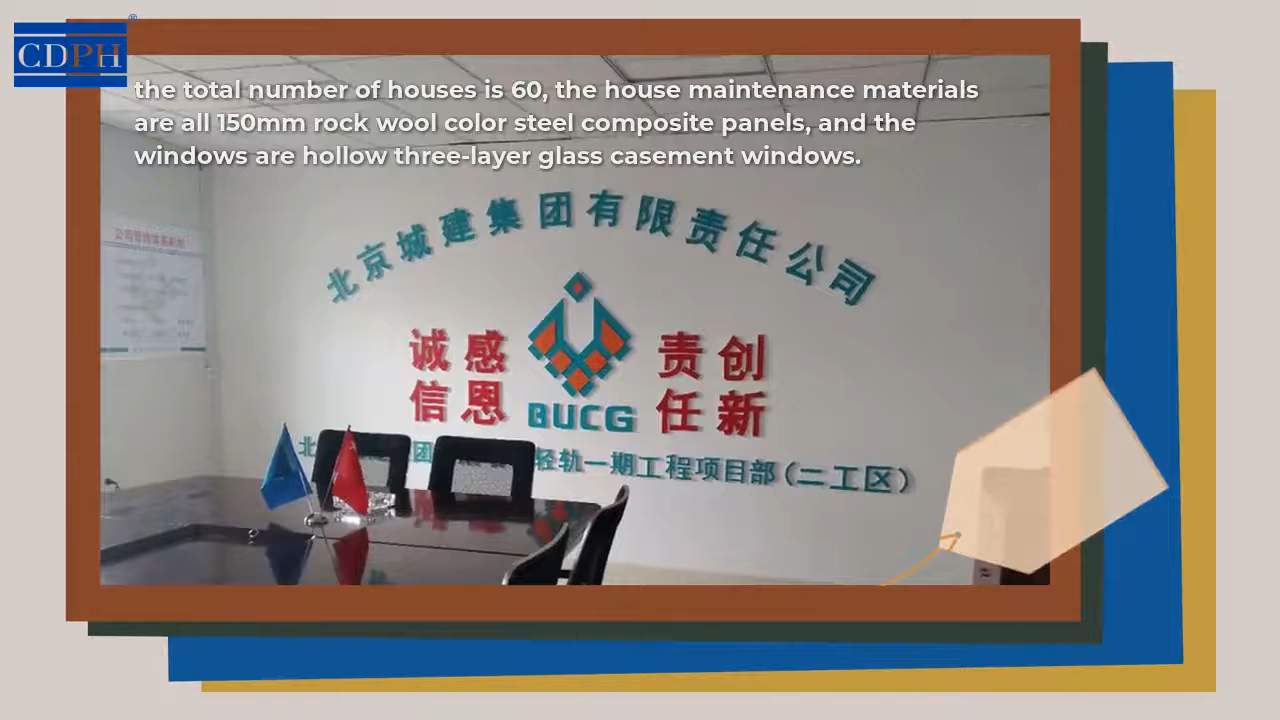 CDPH
®
the total number of houses is 60, the house maintenance materials
are all 150mm rock wool color steel composite panels, and the
windows are hollow three-layer glass casement windows.
北京城建集团有限责任公司
诚信 感恩 责任 创新
BUCG
北 团 轻轨一期工程项目部(二工区)